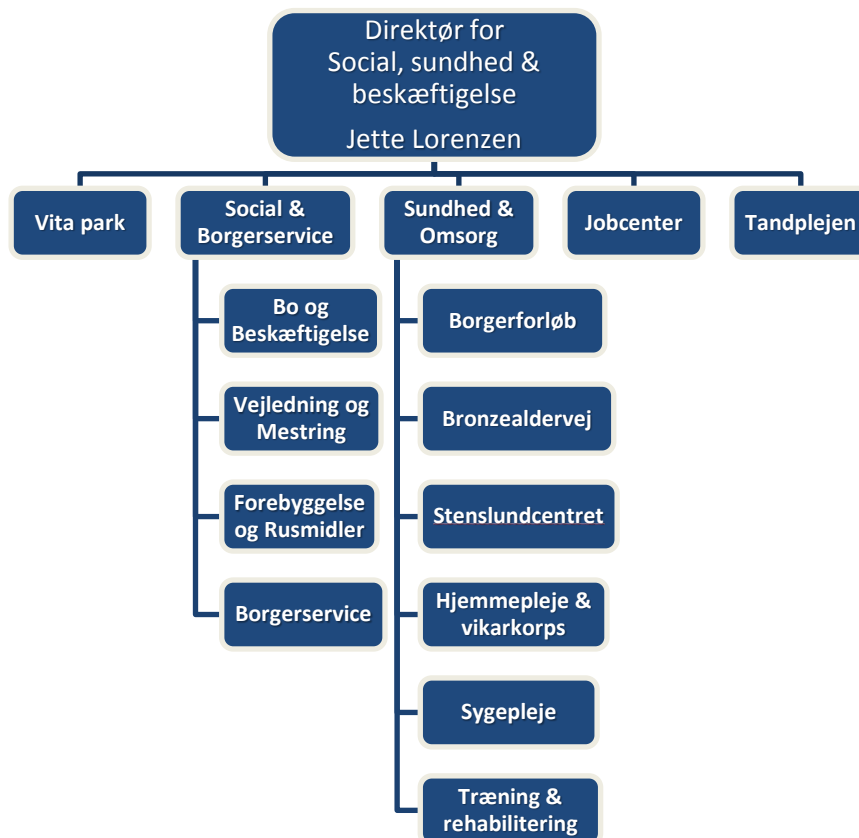 Direktør for
Social, sundhed &
beskæftigelse
Jette Lorenzen
Vita park
Social &
Borgerservice
Sundhed &
Omsorg
Jobcenter
Tandplejen
Bo og
Beskæftigelse
Vejledning og
Mestring
Forebyggelse
og Rusmidler
Borgerservice
Borgerforløb
Bronzealdervej
Stenslundcentret
Hjemmepleje &
vikarkorps
Sygepleje
Træning &
rehabilitering